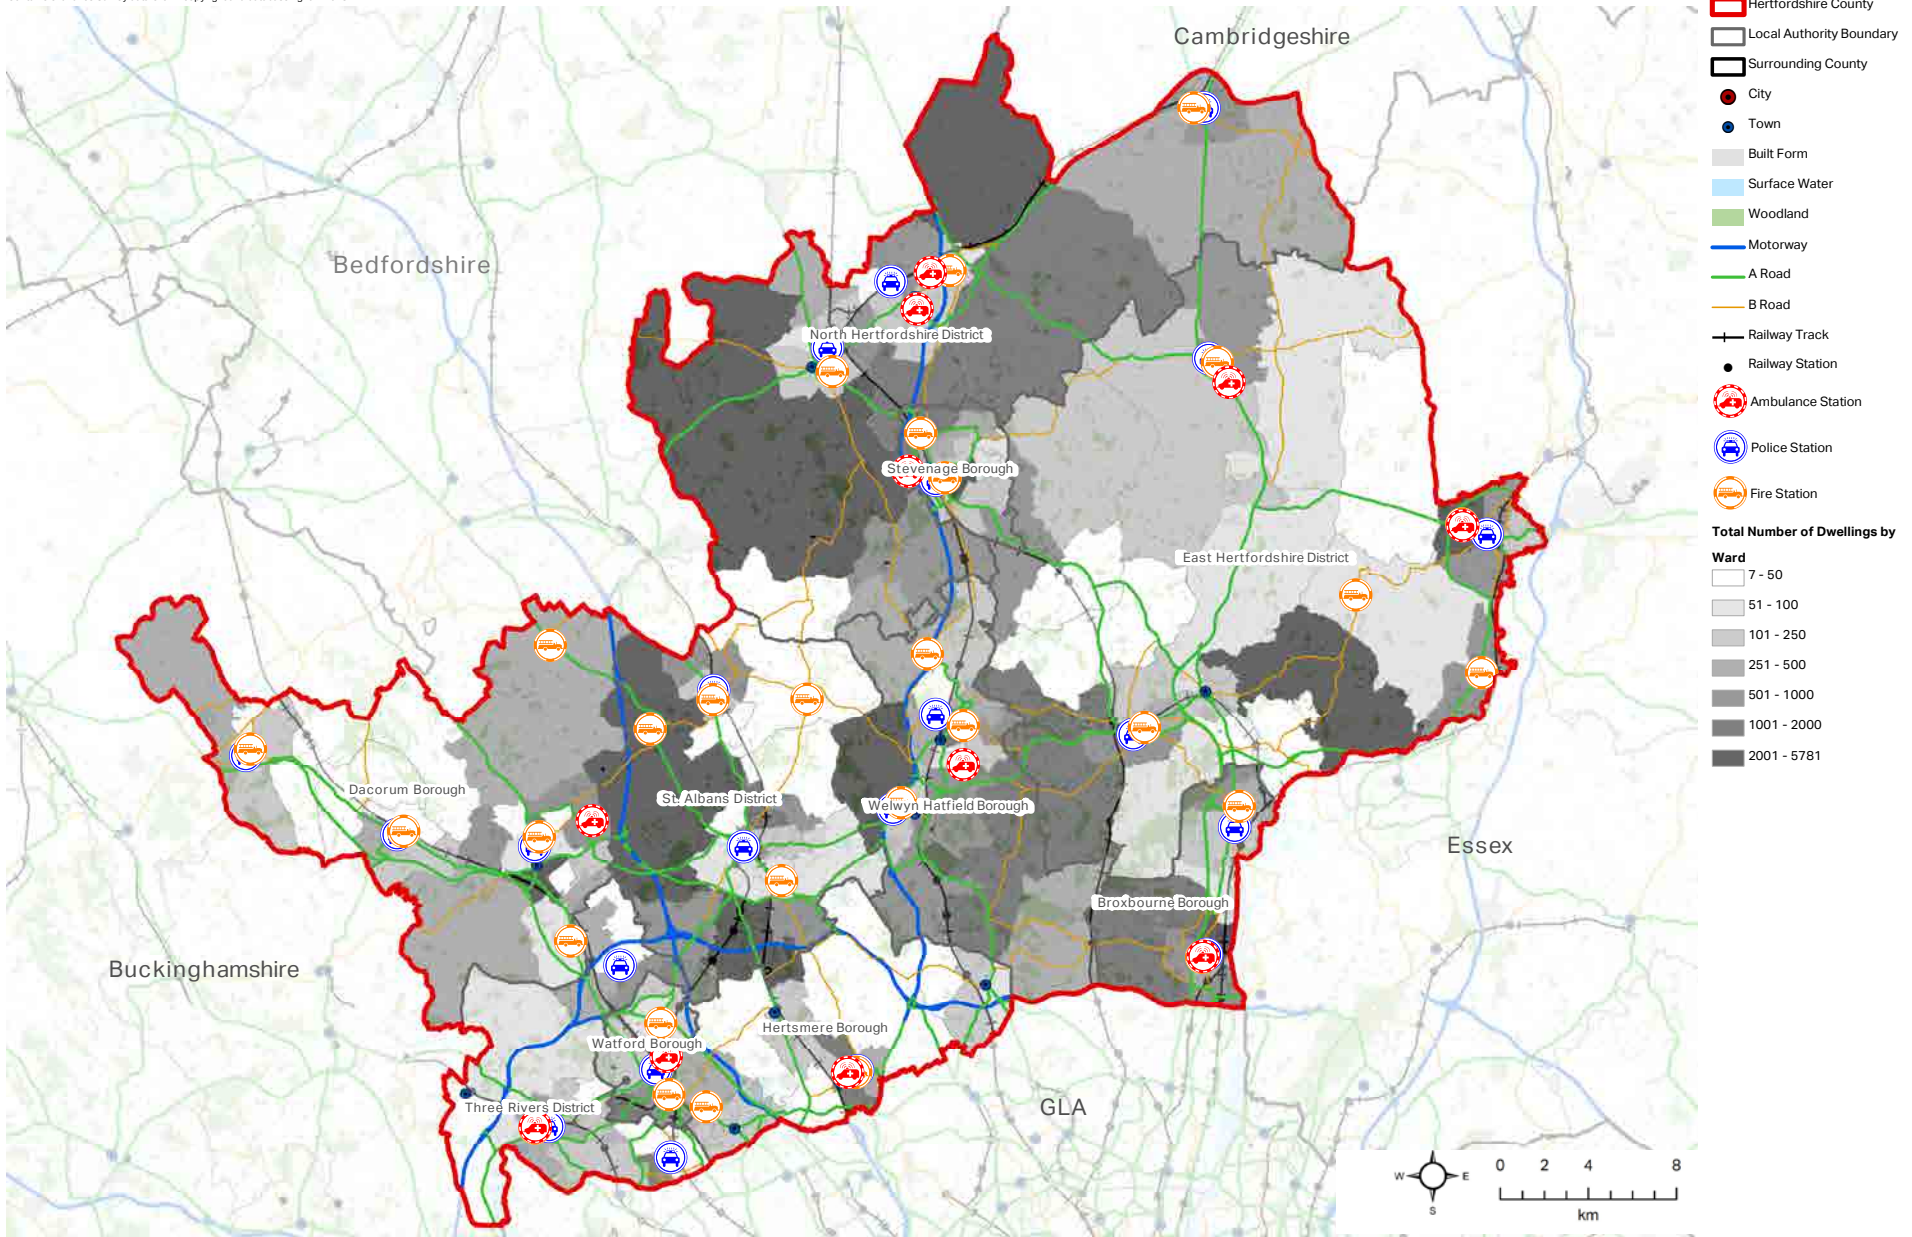 Cambridgeshire
Bedfordshire
North Hertfordshire District
Stevenage Borough
East Hertfordshire District
Dacorum Borough
St. Albans District
Welwyn Hatfield Borough
Essex
Broxbourne Borough
Buckinghamshire
Hertsmere Borough
Watford Borough
Three Rivers District
GLA
W
E
S
0 2 4 8
km
Hertfordshire County
Local Authority Boundary
Surrounding County
City
Town
Built Form
Surface Water
Woodland
Motorway
A Road
B Road
Railway Track
Railway Station
Ambulance Station
Police Station
Fire Station
Total Number of Dwellings by
Ward
7 - 50
51 - 100
101 - 250
251 - 500
501 - 1000
1001 - 2000
2001 - 5781